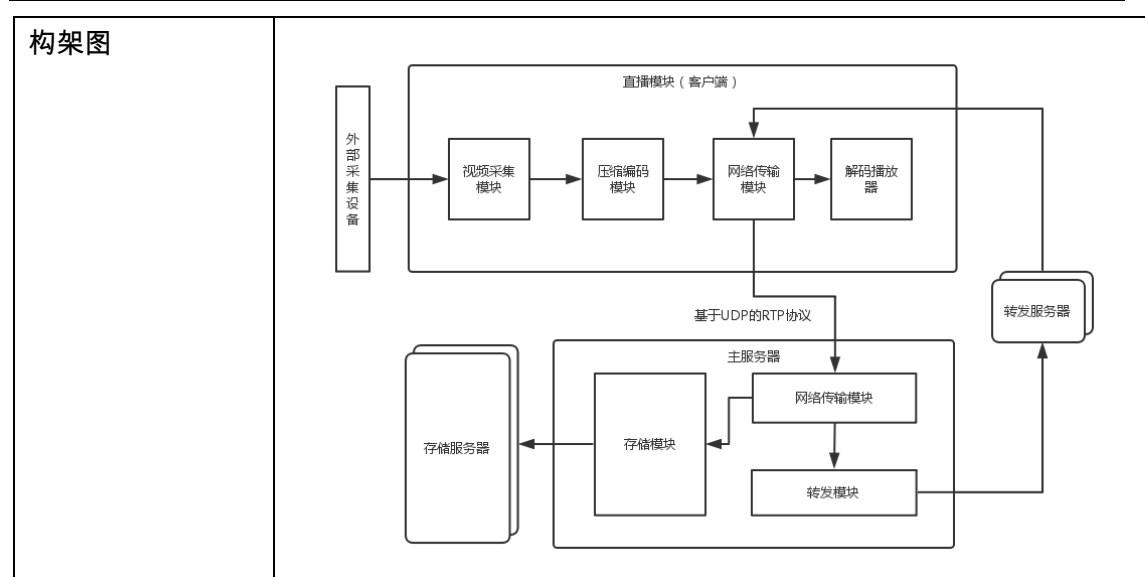 构架图
直播模块（客户端）
外
部
采
集
设
备
视频采集
模块
压缩编码
模块
网络传输
模块
解码播放
器
转发服务器
基于UDP的RTP协议
主服务器
网络传输模块
存储服务器
存储模块
转发模块